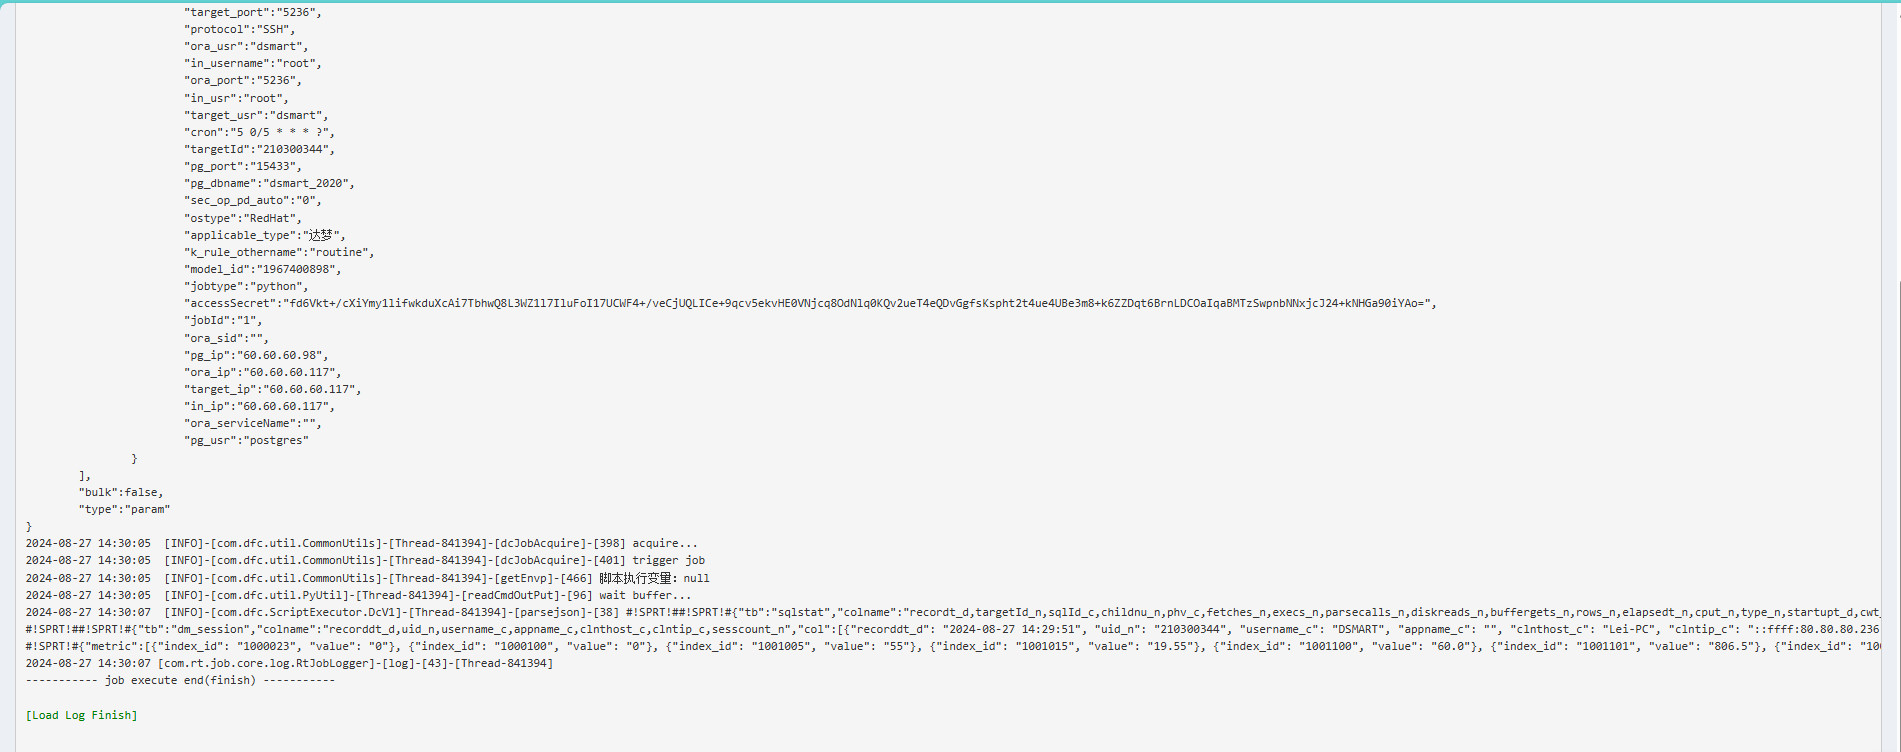 "target_port":"5236",
"protocol":"SSH",
"ora_usr":"dsmart",
"in_username":"root",
"ora_port":"5236",
"in_usr":"root",
"target_usr":"dsmart",
"cron":"5 0/5 * * * ?",
"targetId":"210300344",
"pg_port":"15433",
"pg_dbname":"dsmart_2020",
"sec_op_pd_auto":"0",
"ostype":"RedHat",
"applicable_type":"达梦",
"k_rule_othername":"routine",
"model_id":"1967400898",
"jobtype":"python",
"accessSecret":"fd6Vkt+/cXiYmy1lifwkduXcAi7TbhwQ8L3WZ1l7IluFoI17UCWF4+/veCjUQLICe+9qcv5ekvHE0VNjcq8OdNlq0KQv2ueT4eQDvGgfsKspht2t4ue4UBe3m8+k6ZZDqt6BrnLDCOaIqaBMTzSwpnbNNxjcJ24+kNHGa90iYAo=",
"jobId":"1",
"ora_sid":"",
"pg_ip":"60.60.60.98",
"ora_ip":"60.60.60.117",
"target_ip":"60.60.60.117",
"in_ip":"60.60.60.117",
"ora_serviceName":"",
"pg_usr":"postgres"
}
],
"bulk":false,
"type":"param"
}
2024-08-27 14:30:05  [INFO]-[com.dfc.util.CommonUtils]-[Thread-841394]-[dcJobAcquire]-[398] acquire...
2024-08-27 14:30:05  [INFO]-[com.dfc.util.CommonUtils]-[Thread-841394]-[dcJobAcquire]-[401] trigger job
2024-08-27 14:30:05  [INFO]-[com.dfc.util.CommonUtils]-[Thread-841394]-[getEnvp]-[466] 脚本执行变量：null
2024-08-27 14:30:05  [INFO]-[com.dfc.util.PyUtil]-[Thread-841394]-[readCmdOutPut]-[96] wait buffer...
2024-08-27 14:30:07  [INFO]-[com.dfc.ScriptExecutor.DcV1]-[Thread-841394]-[parsejson]-[38] #!SPRT!##!SPRT!#{"tb":"sqlstat","colname":"recordt_d,targetId_n,sqlId_c,childnu_n,phv_c,fetches_n,execs_n,parsecalls_n,diskreads_n,buffergets_n,rows_n,elapsedt_n,cput_n,type_n,startupt_d,cwt
#!SPRT!##!SPRT!#{"tb":"dm_session","colname":"recorddt_d,uid_n,username_c,appname_c,clnthost_c,clntip_c,sesscount_n","col":[{"recorddt_d": "2024-08-27 14:29:51", "uid_n": "210300344", "username_c": "DSMART", "appname_c": "", "clnthost_c": "Lei-PC", "clntip_c": "::ffff:80.80.80.236
#!SPRT!#{"metric":[{"index_id": "1000023", "value": "0"}, {"index_id": "1000100", "value": "0"}, {"index_id": "1001005", "value": "55"}, {"index_id": "1001015", "value": "19.55"}, {"index_id": "1001100", "value": "60.0"}, {"index_id": "1001101", "value": "806.5"}, {"index_id": "100
2024-08-27 14:30:07 [com.rt.job.core.log.RtJobLogger]-[log]-[43]-[Thread-841394]
----------- job execute end(finish) -----------
[Load Log Finish]